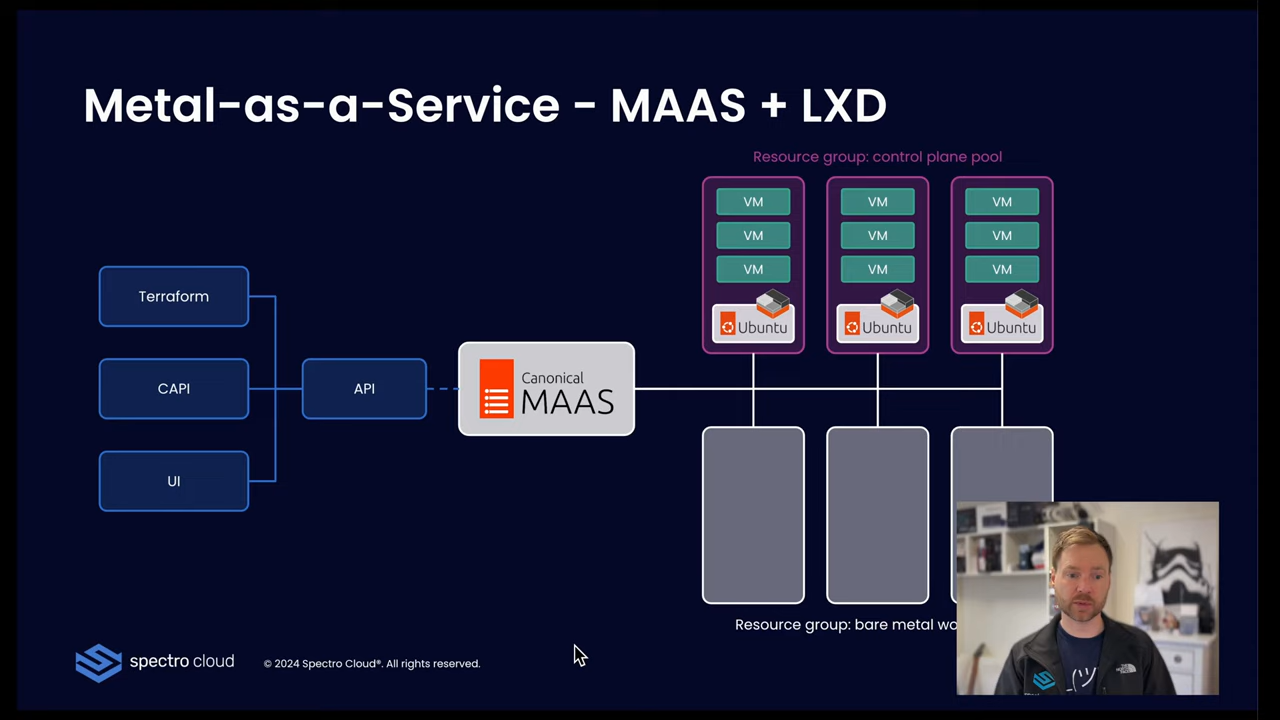 Metal-as-a-Service - MAAS + LXD
Resource group: control plane pool
VM
VM
VM
VM
VM
VM
VM
VM
VM
Ubuntu
Ubuntu
Ubuntu
Terraform
CAPI
UI
API
Canonical
MAAS
Resource group: bare metal
spectro cloud
© 2024 Spectro Cloud®. All rights reserved.